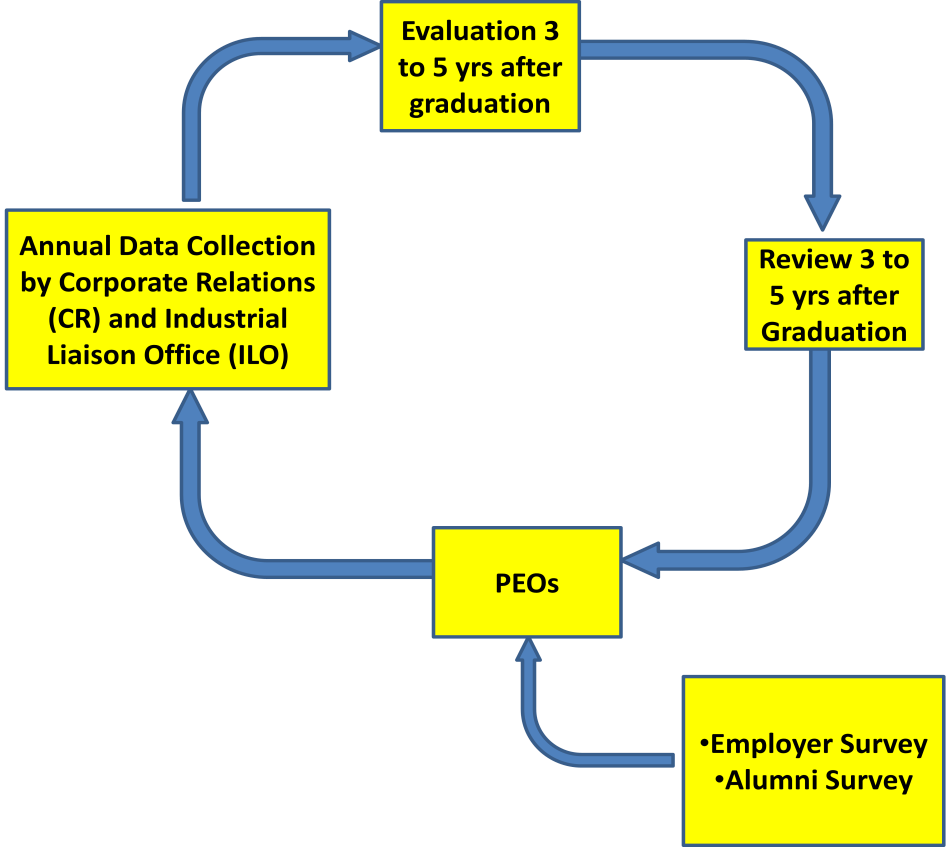 Evaluation 3
to 5 yrs after
graduation
Annual Data Collection
by Corporate Relations
(CR) and Industrial
Liaison Office (ILO)
Review 3 to
5 yrs after
Graduation
PEOs
•Employer Survey
•Alumni Survey